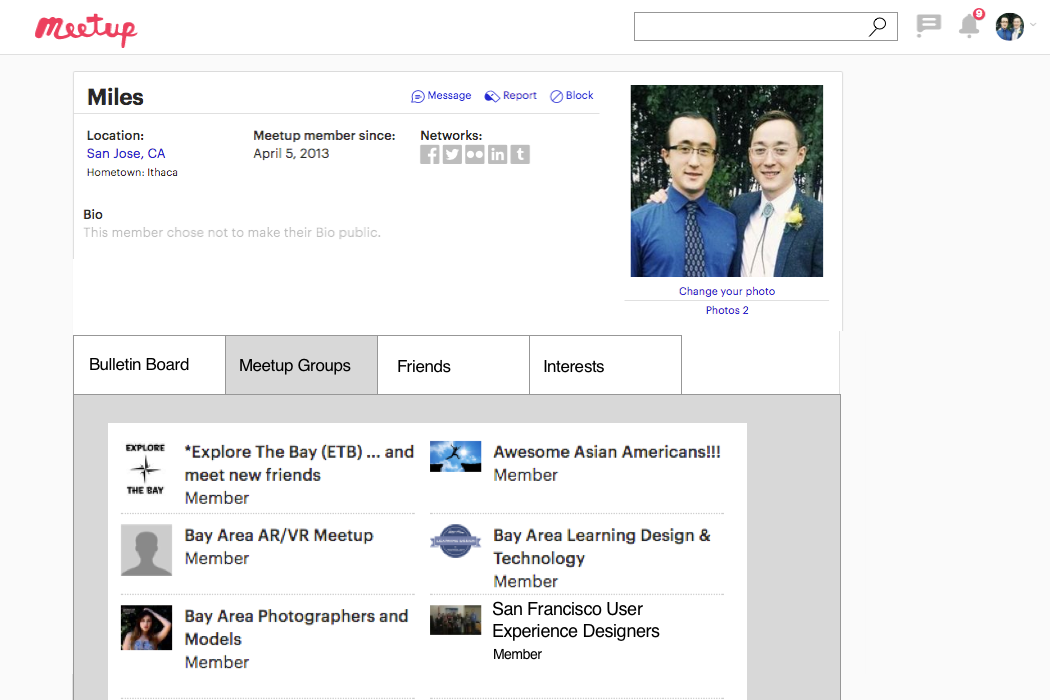 Meetup
9
Miles
Message
Report
Block
Location:
San Jose, CA
Hometown: Ithaca
Meetup member since:
April 5, 2013
Networks:
f
in
t
Bio
This member chose not to make their Bio public.
Change your photo
Photos 2
Bulletin Board
Meetup Groups
Friends
Interests
EXPLORE
THE BAY
*Explore The Bay (ETB) ... and
meet new friends
Member
Awesome Asian Americans!!!
Member
Bay Area AR/VR Meetup
Member
Bay Area Learning Design &
Technology
Member
Bay Area Photographers and
Models
Member
San Francisco User
Experience Designers
Member